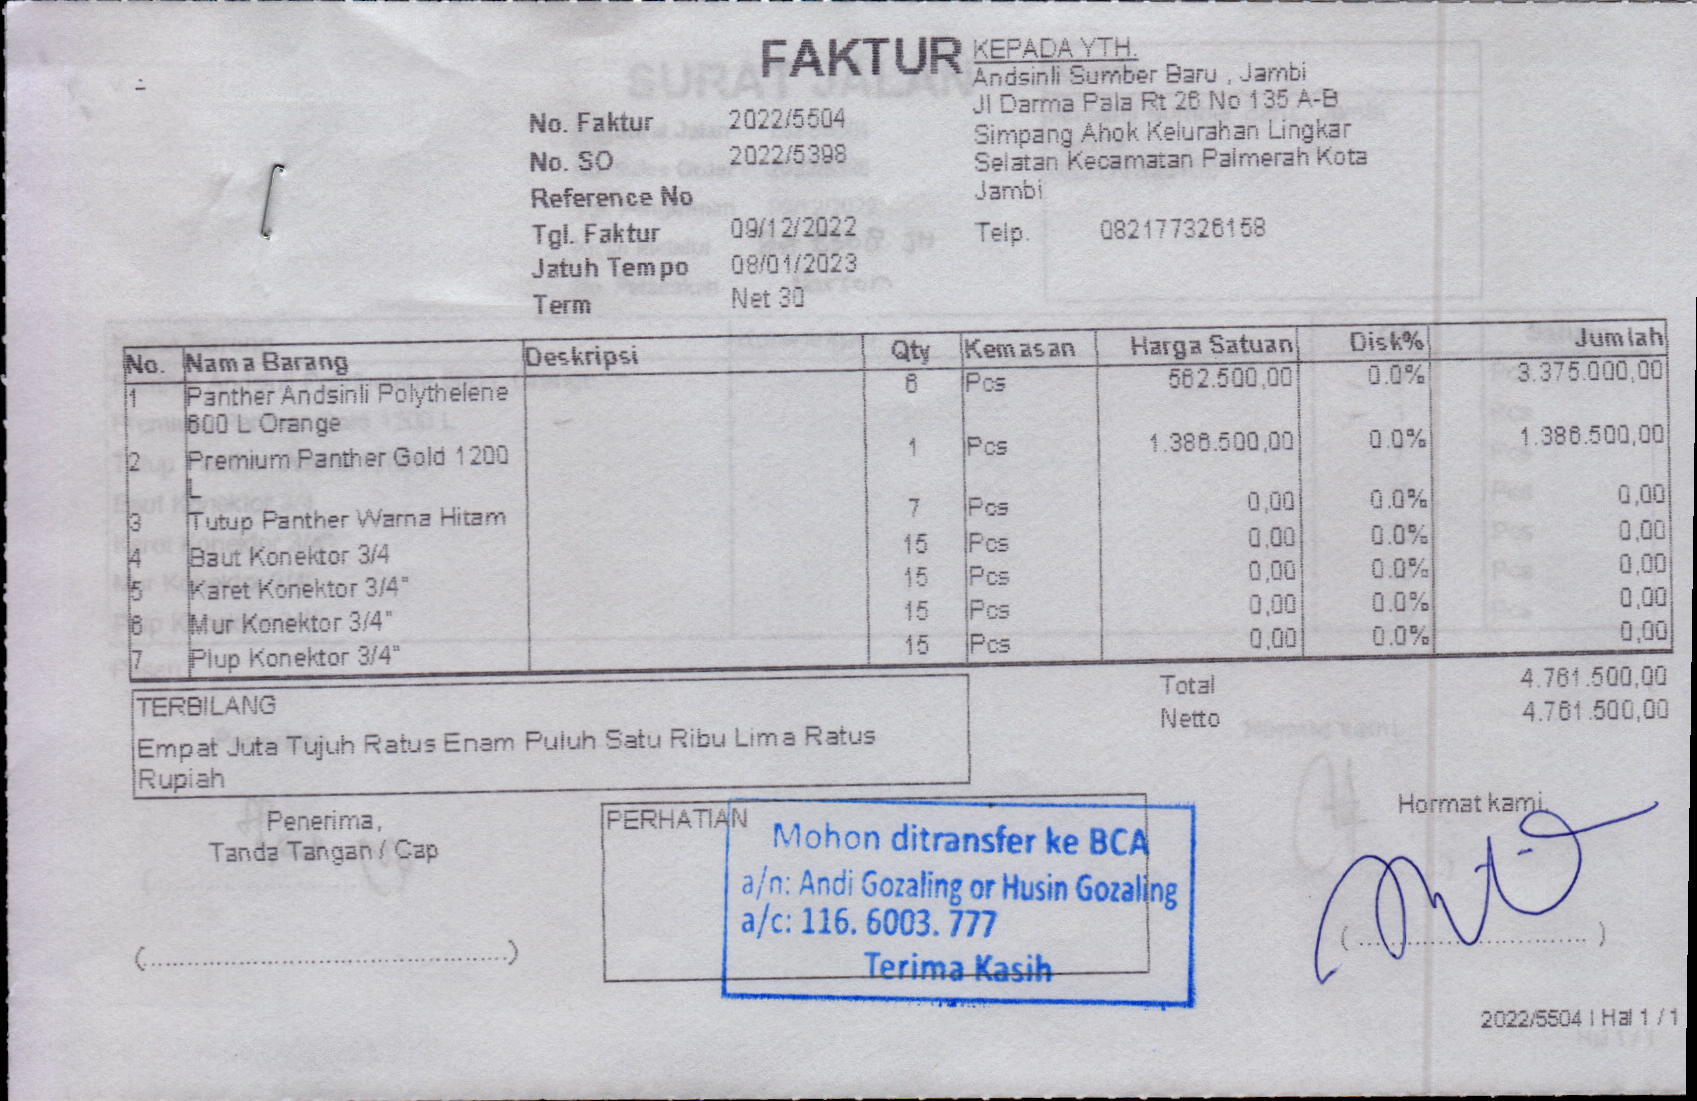 FAKTUR
No. Faktur 2022/5504
No. SO 2022/5398
Reference No
Tgl. Faktur 09/12/2022
Jatuh Tempo 08/01/2023
Term Net 30
KEPADA YTH.
Andsinli Sumber Baru , Jambi
Jl Darma Pala Rt 26 No 135 A-B
Simpang Ahok Kelurahan Lingkar
Selatan Kecamatan Palmerah Kota
Jambi
Telp. 082177326158
No. Nama Barang Deskripsi Qty Kemasan Harga Satuan Disk% Jumlah
1 Panther Andsinli Polythelene 6 Pcs 562.500,00 0.0% 3.375.000,00
600 L Orange
2 Premium Panther Gold 1200 1 Pcs 1.386.500,00 0.0% 1.386.500,00
L
3 Tutup Panther Warna Hitam 7 Pcs 0,00 0.0% 0,00
4 Baut Konektor 3/4 15 Pcs 0,00 0.0% 0,00
5 Karet Konektor 3/4" 15 Pcs 0,00 0.0% 0,00
6 Mur Konektor 3/4" 15 Pcs 0,00 0.0% 0,00
7 Plup Konektor 3/4" 15 Pcs 0,00 0.0% 0,00
Total 4.761.500,00
Netto 4.761.500,00
TERBILANG
Empat Juta Tujuh Ratus Enam Puluh Satu Ribu Lima Ratus
Rupiah
Penerima,
Tanda Tangan / Cap
(..............................................)
PERHATIAN
Mohon ditransfer ke BCA
a/n: Andi Gozaling or Husin Gozaling
a/c: 116. 6003. 777
Terima Kasih
Hormat kami,
( .............................. )
2022/5504 | Hal 1 / 1